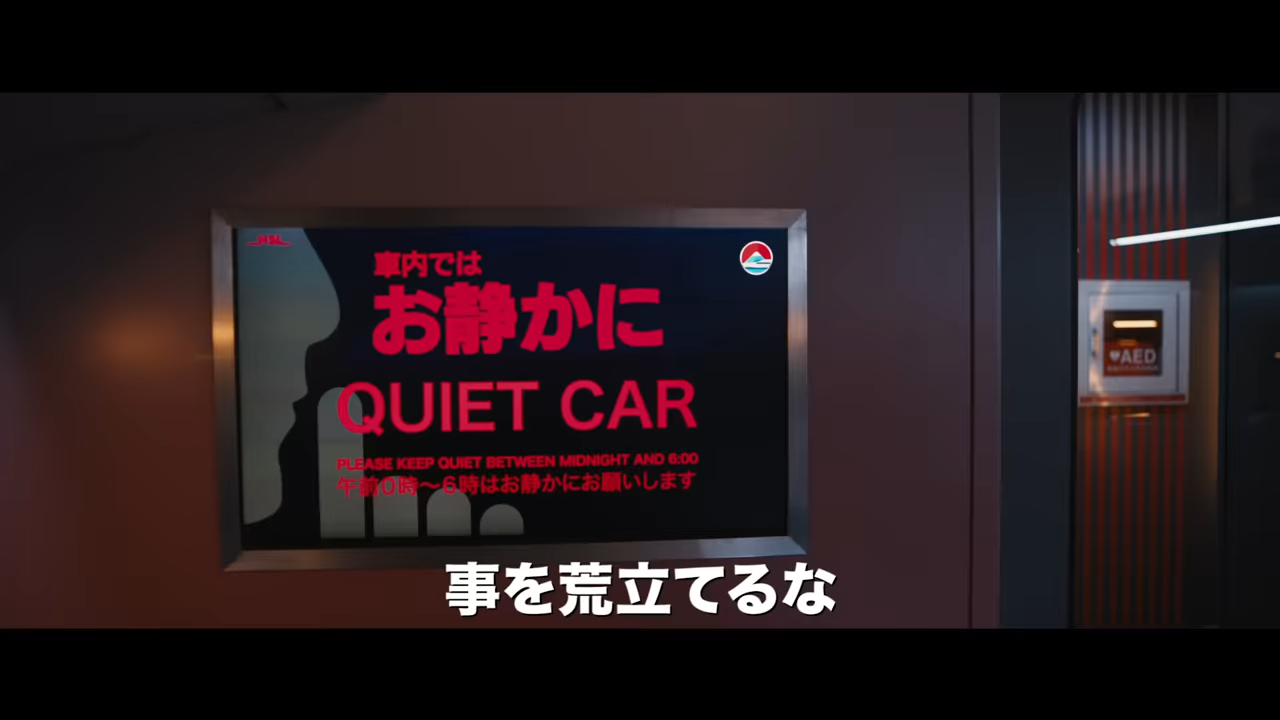 NSL
車内では
お静かに
QUIET CAR
PLEASE KEEP QUIET BETWEEN MIDNIGHT AND 6:00
午前0時〜6時はお静かにお願いします
AED
事を荒立てるな